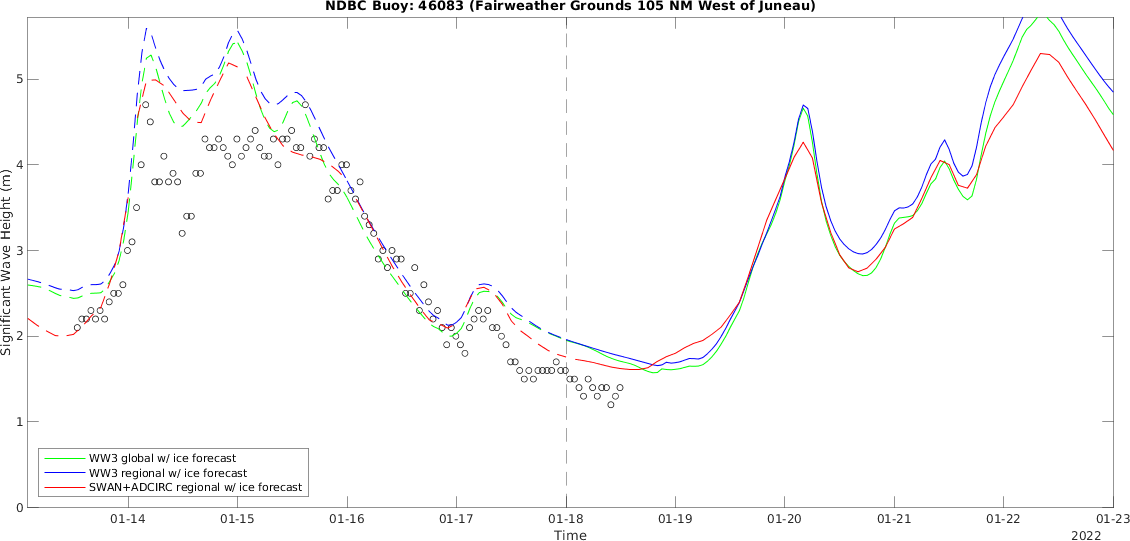 NDBC Buoy: 46083 (Fairweather Grounds 105 NM West of Juneau)
Significant Wave Height (m)
5
4
3
2
1
0
WW3 global w/ ice forecast
WW3 regional w/ ice forecast
SWAN+ADCIRC regional w/ ice forecast
01-14 01-15 01-16 01-17 01-18 01-19 01-20 01-21 01-22 01-23
Time
2022